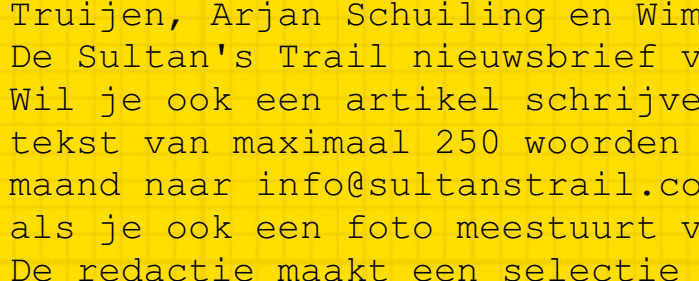 Truijen, Arjan Schuiling en Wim
De Sultan's Trail nieuwsbrief v
Wil je ook een artikel schrijve
tekst van maximaal 250 woorden
maand naar info@sultanstrail.co
als je ook een foto meestuurt v
De redactie maakt een selectie